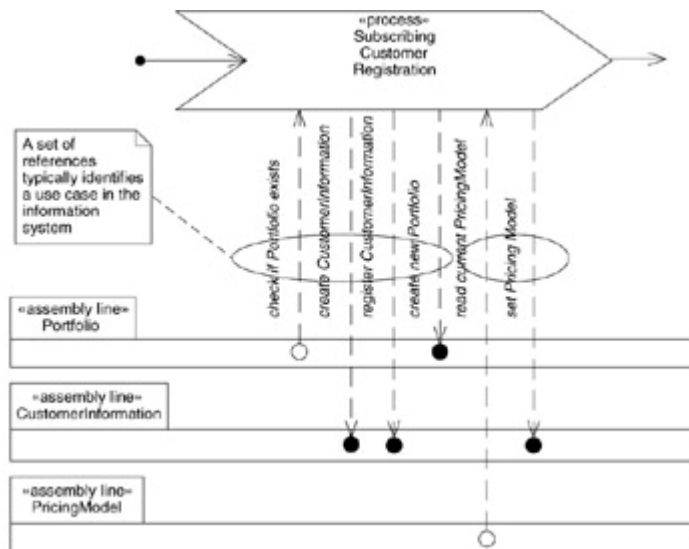 «process»
Subscribing
Customer
Registration
A set of
references
typically identifies
a use case in the
information
system
check if Portfolio exists
create CustomerInformation
register CustomerInformation
create new Portfolio
read current PricingModel
set Pricing Model
«assembly line»
Portfolio
«assembly line»
CustomerInformation
«assembly line»
PricingModel